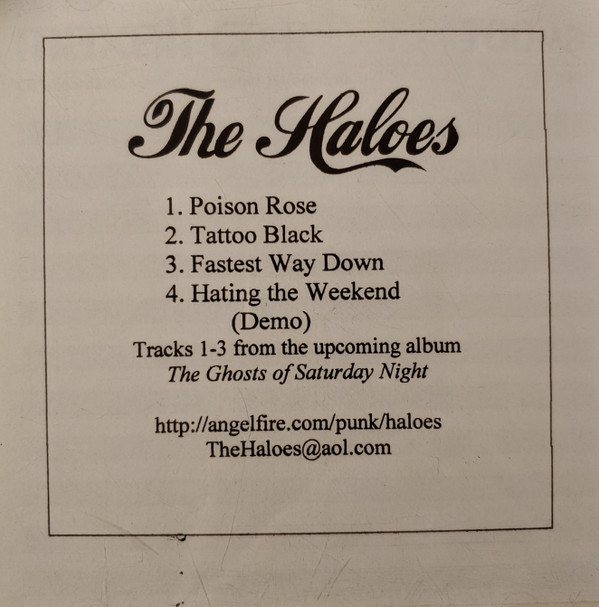 The Haloes
1. Poison Rose
2. Tattoo Black
3. Fastest Way Down
4. Hating the Weekend
(Demo)
Tracks 1-3 from the upcoming album
The Ghosts of Saturday Night
http://angelfire.com/punk/haloes
TheHaloes@aol.com